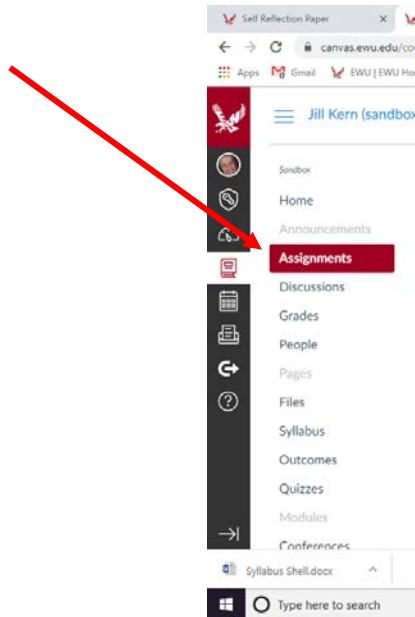 Self Reflection Paper
canvas.ewu.edu/cou
Apps Gmail EWU | EWU Ho
Jill Kern (sandbox
Sandbox
Home
Announcements
Assignments
Discussions
Grades
People
Pages
Files
Syllabus
Outcomes
Quizzes
Modules
Conferences
Syllabus Shell.docx
Type here to search